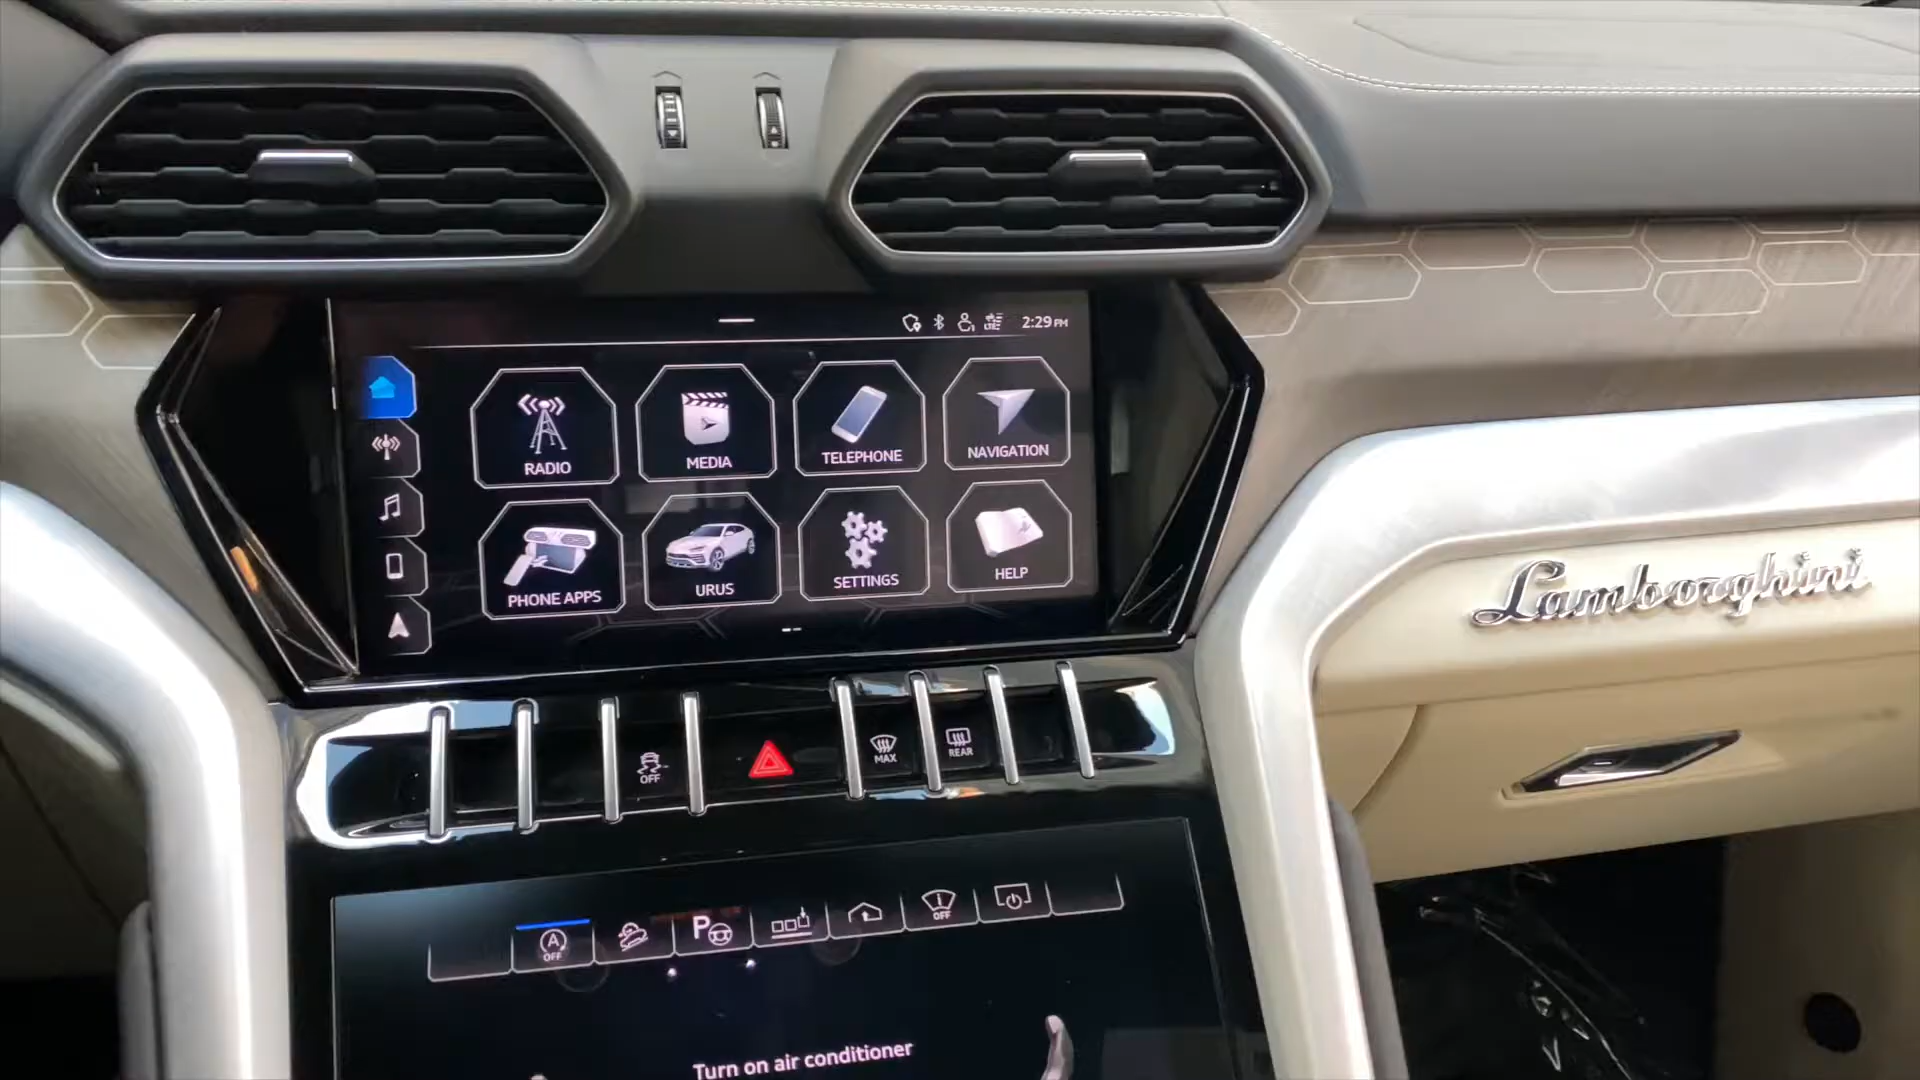 LTE 2:29 PM
RADIO
MEDIA
TELEPHONE
NAVIGATION
PHONE APPS
URUS
SETTINGS
HELP
Lamborghini
OFF
MAX
REAR
A
OFF
P
OFF
Turn on air conditioner